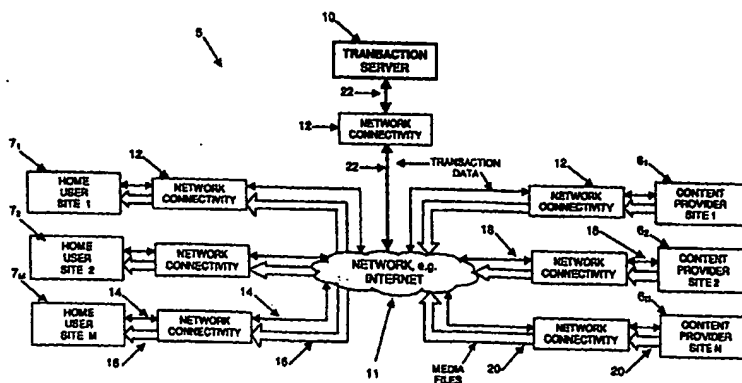 10
5
TRANSACTION
SERVER
22
12
NETWORK
CONNECTIVITY
22
TRANSACTION
DATA
7₁
HOME
USER
SITE 1
12
NETWORK
CONNECTIVITY
12
NETWORK
CONNECTIVITY
6₁
CONTENT
PROVIDER
SITE 1
7₂
HOME
USER
SITE 2
NETWORK
CONNECTIVITY
NETWORK, e.g.
INTERNET
18
NETWORK
CONNECTIVITY
18
6₂
CONTENT
PROVIDER
SITE 2
HOME
USER
SITE M
14
NETWORK
CONNECTIVITY
14
16
16
11
MEDIA
FILES
NETWORK
CONNECTIVITY
20
20
CONTENT
PROVIDER
SITE N